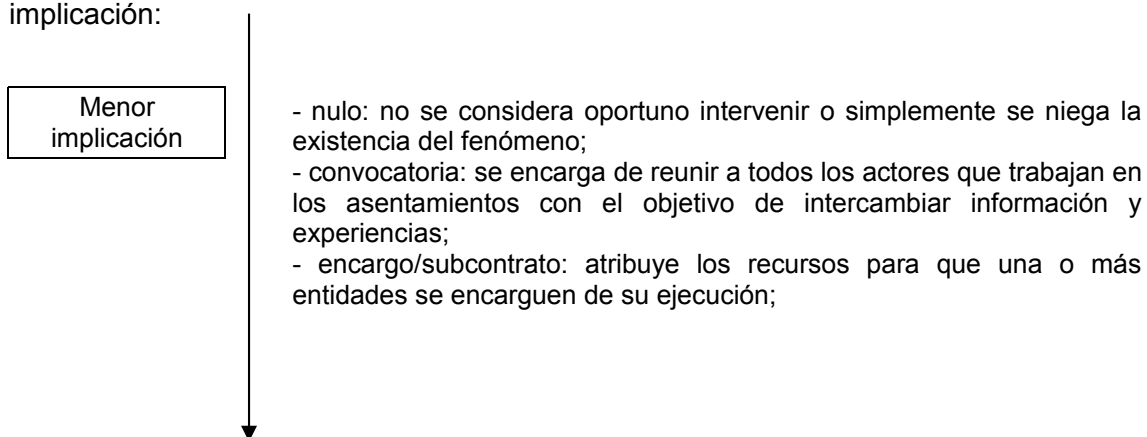 implicación:
Menor
implicación
- nulo: no se considera oportuno intervenir o simplemente se niega la
existencia del fenómeno;
- convocatoria: se encarga de reunir a todos los actores que trabajan en
los asentamientos con el objetivo de intercambiar información y
experiencias;
- encargo/subcontrato: atribuye los recursos para que una o más
entidades se encarguen de su ejecución;